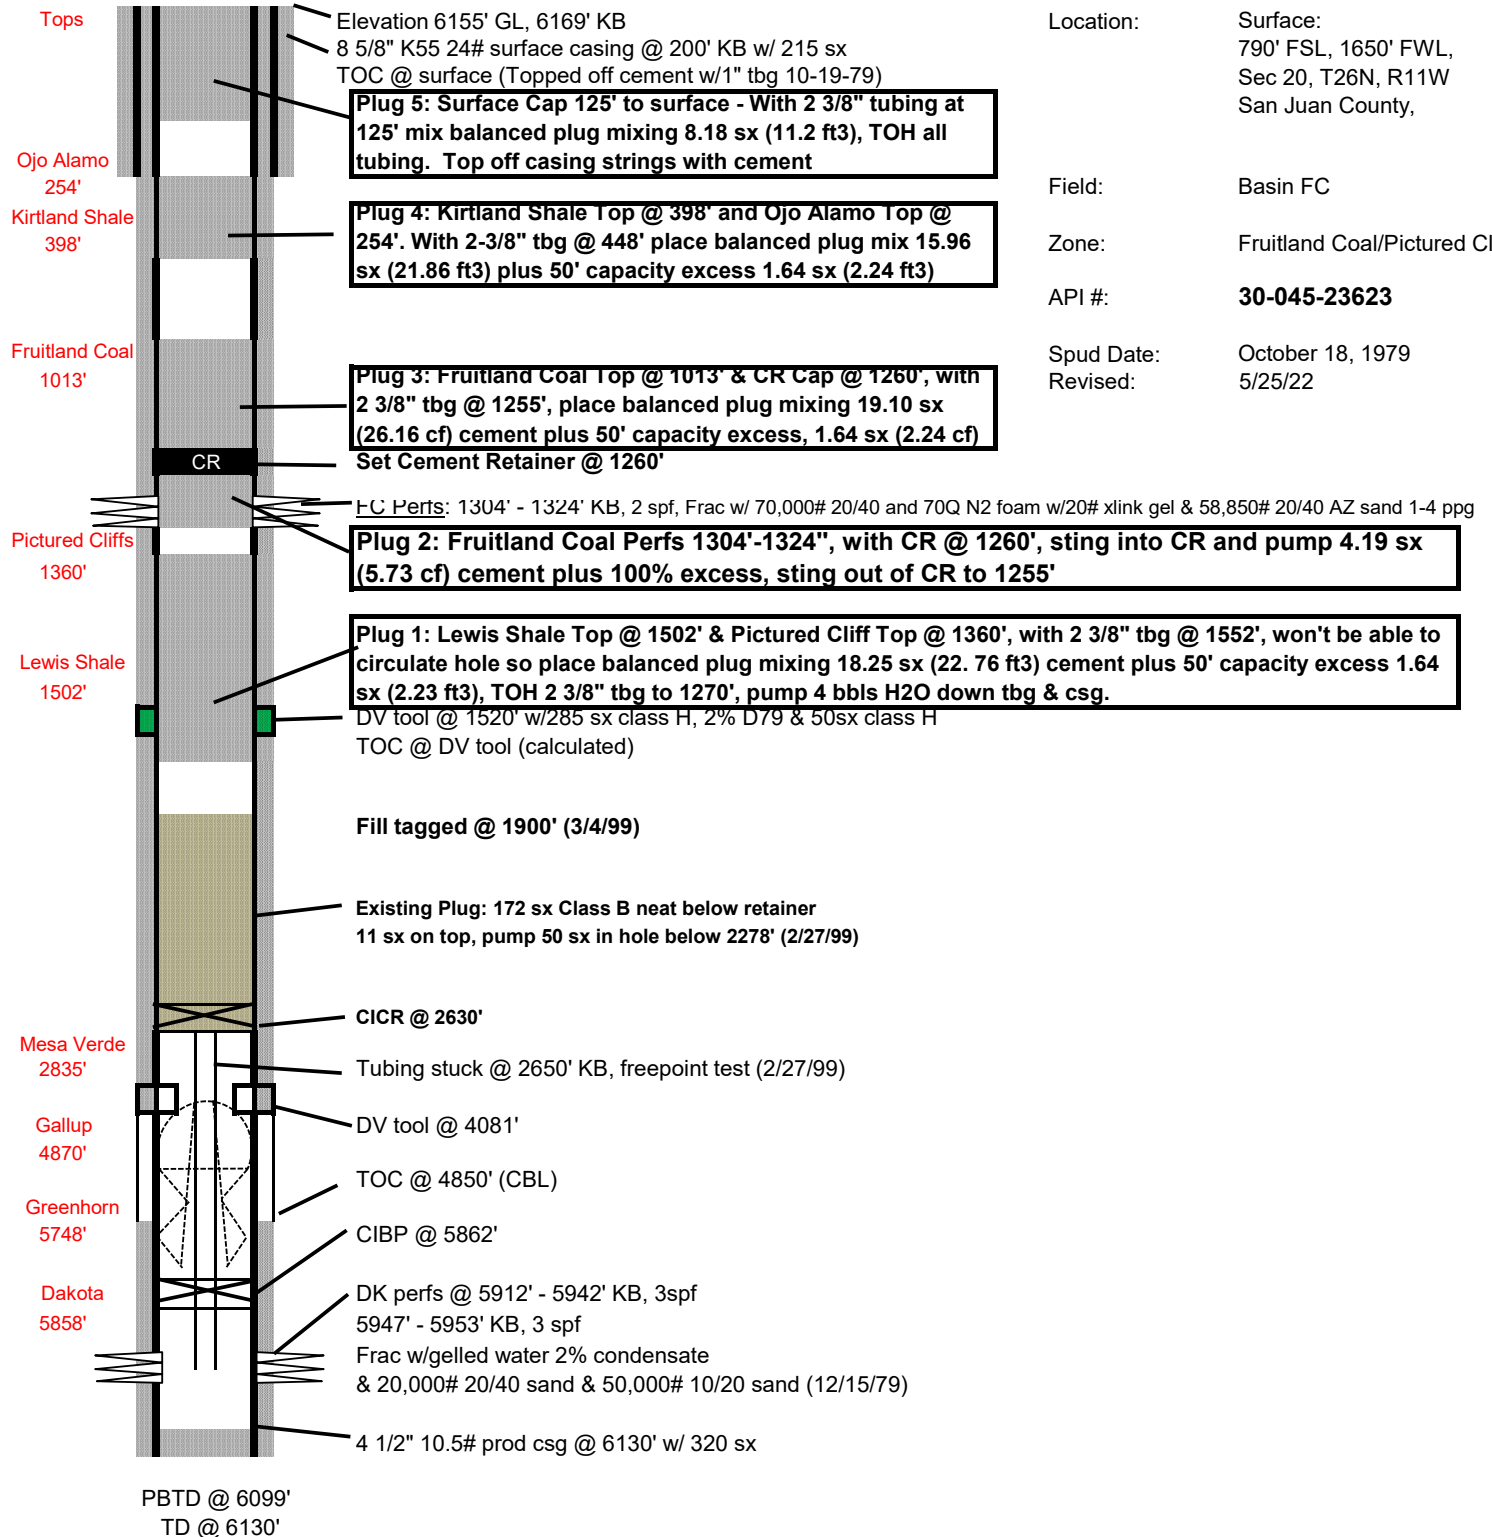 Tops
Elevation 6155' GL, 6169' KB
8 5/8" K55 24# surface casing @ 200' KB w/ 215 sx
TOC @ surface (Topped off cement w/1" tbg 10-19-79)
Plug 5: Surface Cap 125' to surface - With 2 3/8" tubing at
125' mix balanced plug mixing 8.18 sx (11.2 ft3), TOH all
tubing.  Top off casing strings with cement
Location:
Surface:
790' FSL, 1650' FWL,
Sec 20, T26N, R11W
San Juan County,
Field:
Basin FC
Zone:
Fruitland Coal/Pictured Cl
API #:
30-045-23623
Spud Date:
October 18, 1979
Revised:
5/25/22
Ojo Alamo
254'
Kirtland Shale
398'
Plug 4: Kirtland Shale Top @ 398' and Ojo Alamo Top @
254'. With 2-3/8" tbg @ 448' place balanced plug mix 15.96
sx (21.86 ft3) plus 50' capacity excess 1.64 sx (2.24 ft3)
Fruitland Coal
1013'
Plug 3: Fruitland Coal Top @ 1013' & CR Cap @ 1260', with
2 3/8" tbg @ 1255', place balanced plug mixing 19.10 sx
(26.16 cf) cement plus 50' capacity excess, 1.64 sx (2.24 cf)
CR
Set Cement Retainer @ 1260'
FC Perfs: 1304' - 1324' KB, 2 spf, Frac w/ 70,000# 20/40 and 70Q N2 foam w/20# xlink gel & 58,850# 20/40 AZ sand 1-4 ppg
Pictured Cliffs
1360'
Plug 2: Fruitland Coal Perfs 1304'-1324", with CR @ 1260', sting into CR and pump 4.19 sx
(5.73 cf) cement plus 100% excess, sting out of CR to 1255'
Lewis Shale
1502'
Plug 1: Lewis Shale Top @ 1502' & Pictured Cliff Top @ 1360', with 2 3/8" tbg @ 1552', won't be able to
circulate hole so place balanced plug mixing 18.25 sx (22. 76 ft3) cement plus 50' capacity excess 1.64
sx (2.23 ft3), TOH 2 3/8" tbg to 1270', pump 4 bbls H2O down tbg & csg.
DV tool @ 1520' w/285 sx class H, 2% D79 & 50sx class H
TOC @ DV tool (calculated)
Fill tagged @ 1900' (3/4/99)
Existing Plug: 172 sx Class B neat below retainer
11 sx on top, pump 50 sx in hole below 2278' (2/27/99)
CICR @ 2630'
Mesa Verde
2835'
Tubing stuck @ 2650' KB, freepoint test (2/27/99)
DV tool @ 4081'
Gallup
4870'
TOC @ 4850' (CBL)
Greenhorn
5748'
CIBP @ 5862'
Dakota
5858'
DK perfs @ 5912' - 5942' KB, 3spf
5947' - 5953' KB, 3 spf
Frac w/gelled water 2% condensate
& 20,000# 20/40 sand & 50,000# 10/20 sand (12/15/79)
4 1/2" 10.5# prod csg @ 6130' w/ 320 sx
PBTD @ 6099'
TD @ 6130'